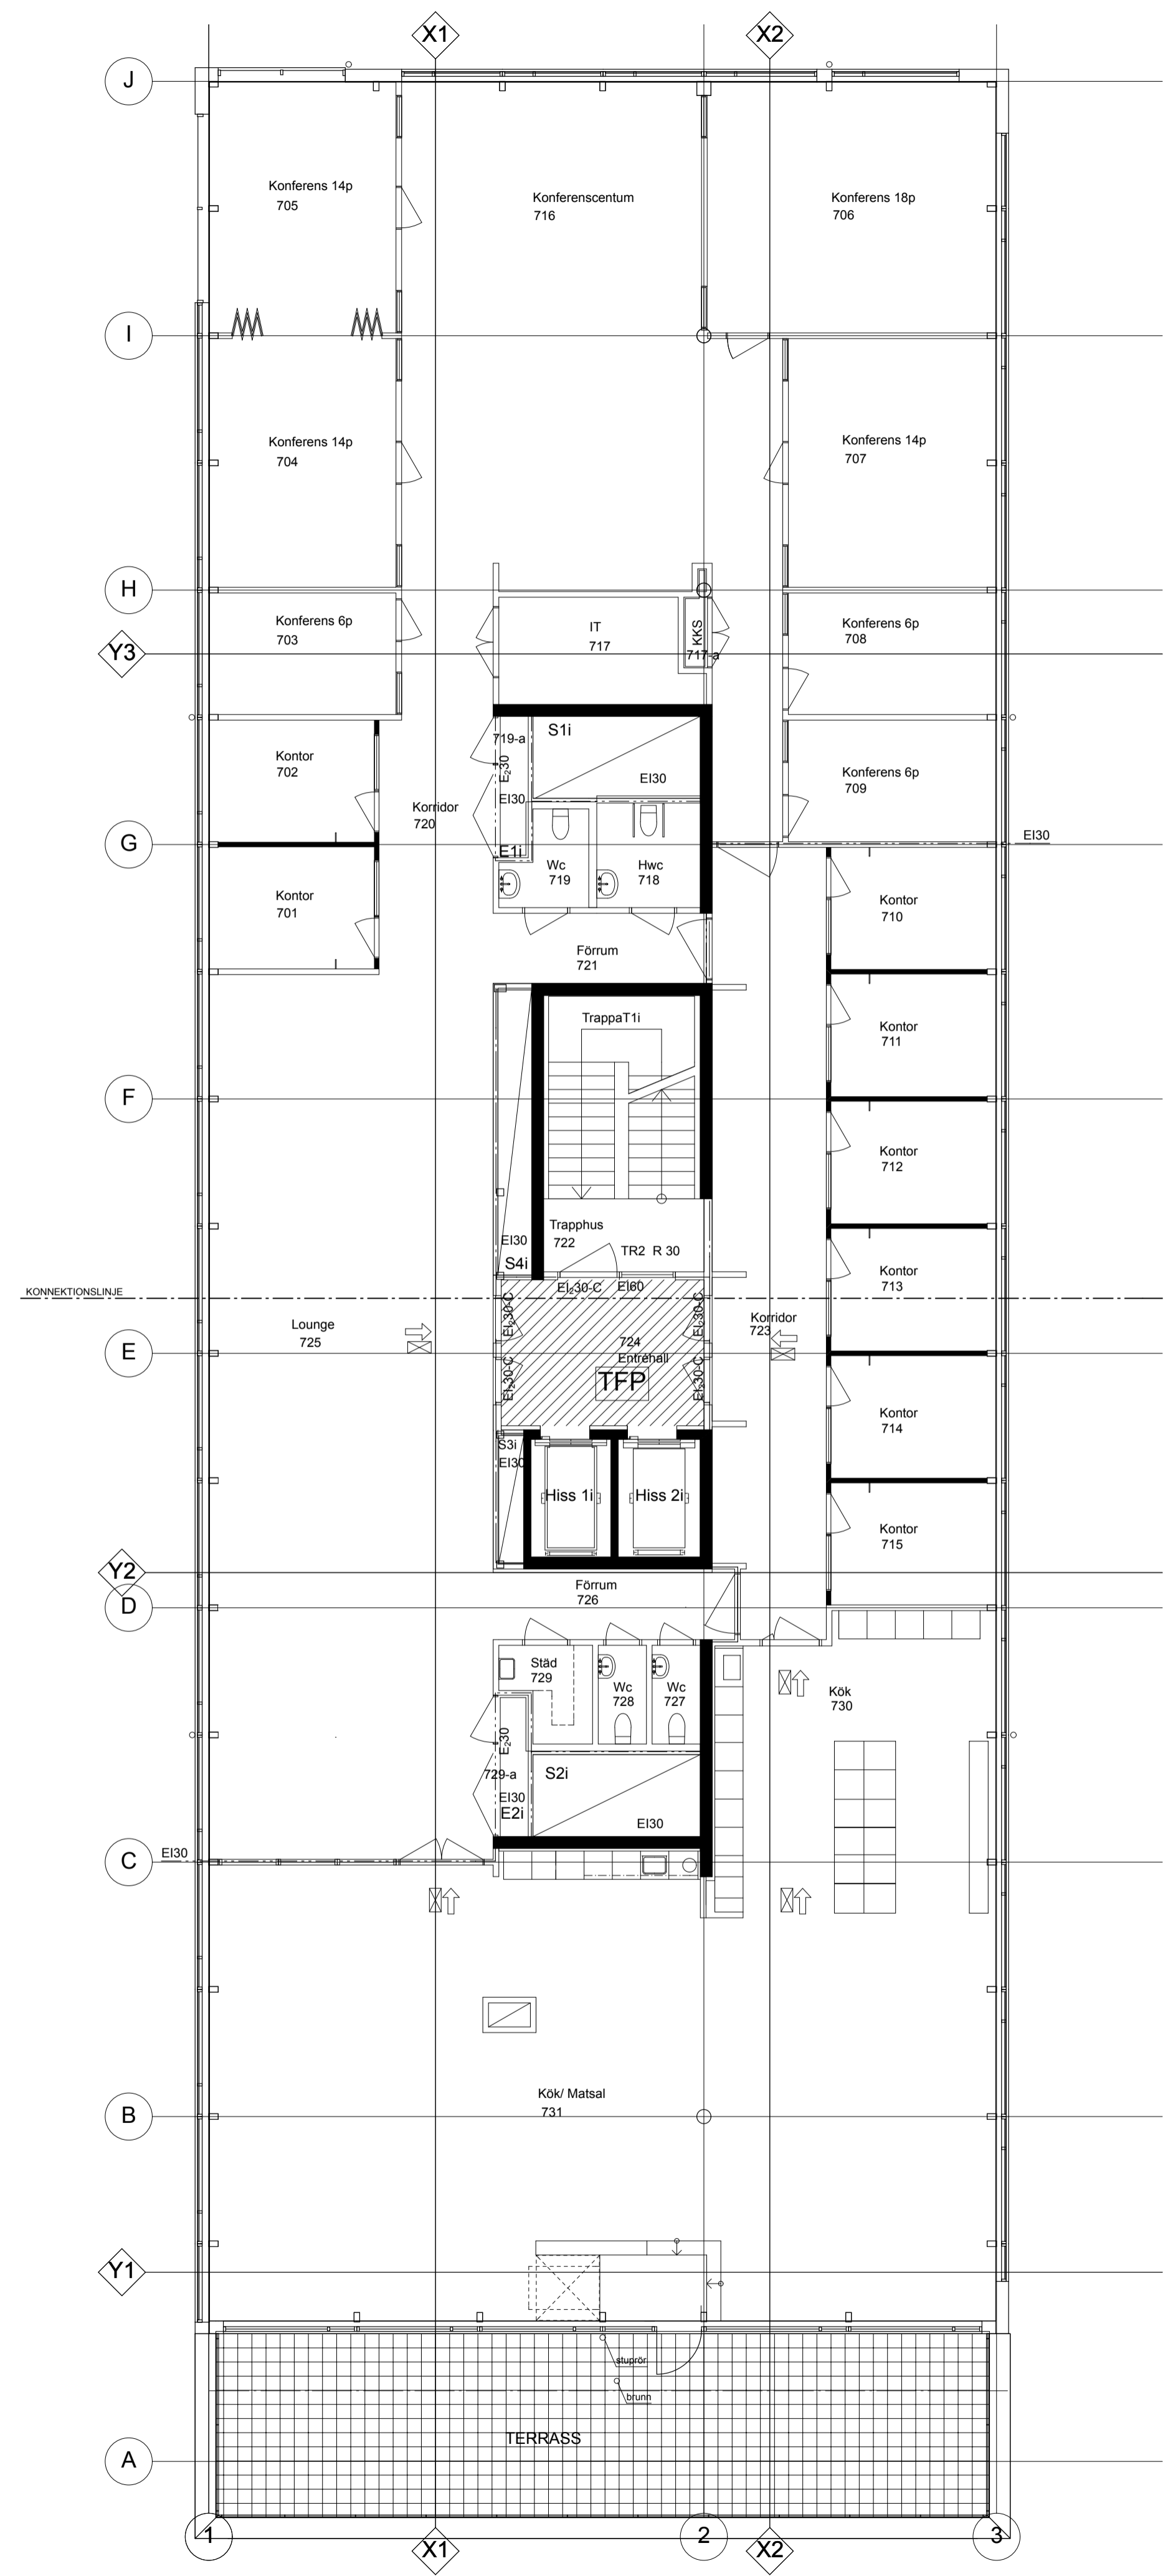 X1
X2
J
Konferens 14p
705
Konferenscentum
716
Konferens 18p
706
I
Konferens 14p
704
Konferens 14p
707
H
Konferens 6p
703
IT
717
KKS
717-a
Konferens 6p
708
Y3
719-a
S1i
E₂30
EI30
EI30
Kontor
702
Korridor
720
Konferens 6p
709
G
E1i
EI30
Wc
719
Hwc
718
Kontor
701
Kontor
710
Förrum
721
TrappaT1i
Kontor
711
F
Kontor
712
Trapphus
722
TR2 R 30
EI30
S4i
Kontor
713
EI₂30-C
EI60
KONNEKTIONSLINJE
EI₂30-C
EI₂30-C
Lounge
725
Korridor
723
724
Entréhall
E
TFP
EI₂30-C
EI₂30-C
Kontor
714
S3i
EI30
Hiss 1i
Hiss 2i
Kontor
715
Y2
D
Förrum
726
Städ
729
Wc
728
Wc
727
Kök
730
E₂30
729-a
S2i
EI30
E2i
EI30
C
EI30
Kök/ Matsal
731
B
Y1
stuprör
brunn
TERRASS
A
1
2
3
X1
X2